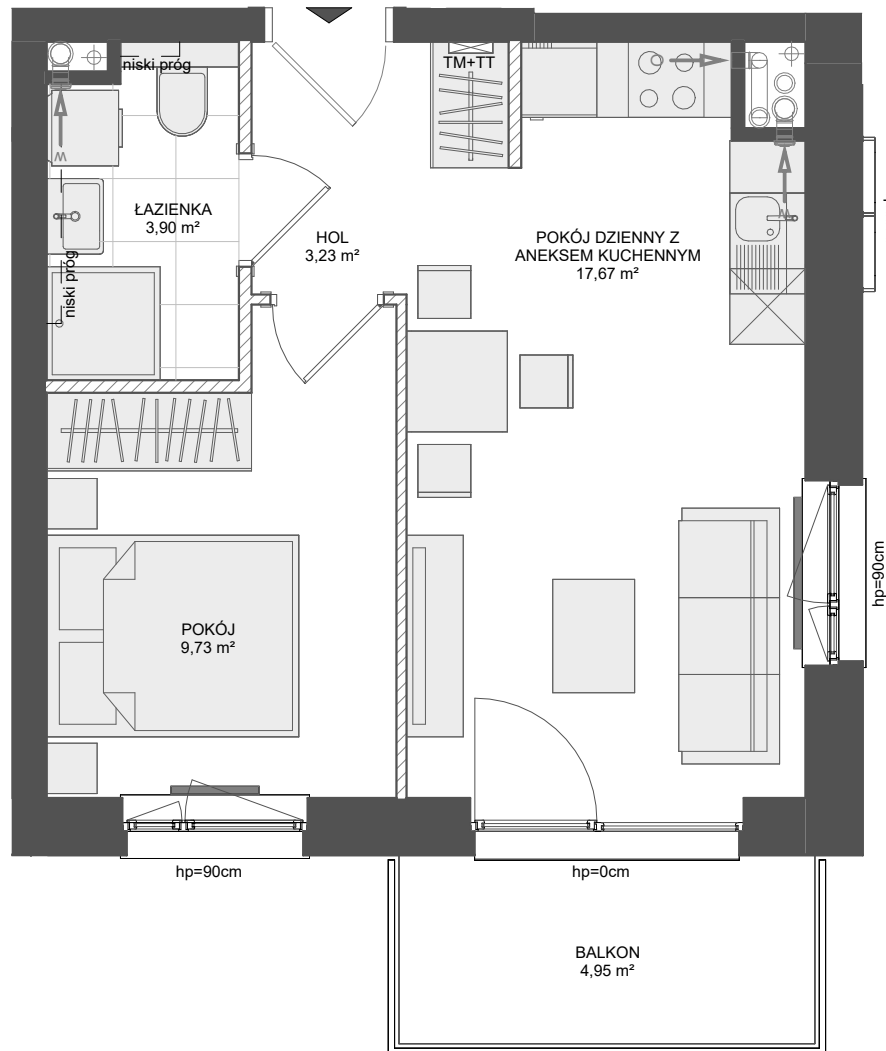 niski próg
TM+TT
ŁAZIENKA
3,90 m²
HOL
3,23 m²
POKÓJ DZIENNY Z
ANEKSEM KUCHENNYM
17,67 m²
niski próg
POKÓJ
9,73 m²
hp=90cm
hp=90cm
hp=0cm
BALKON
4,95 m²